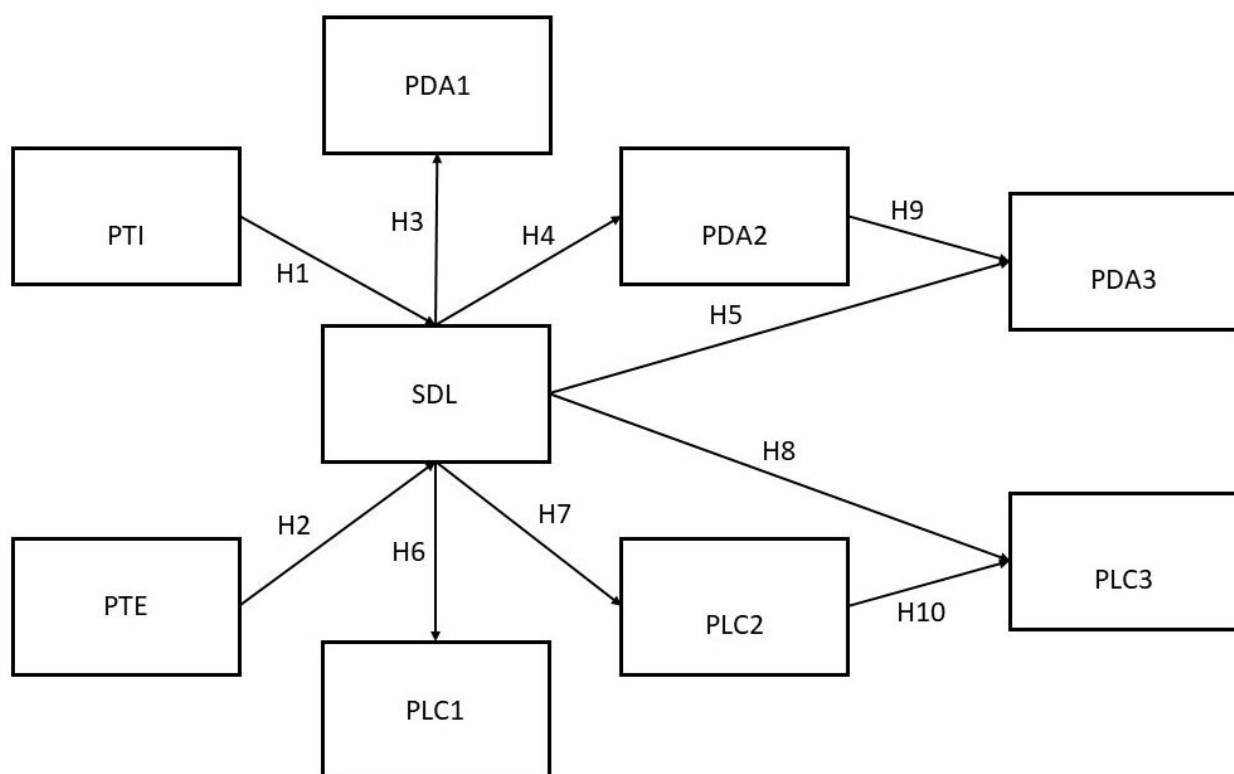 PDA1
PTI
H3
H4
PDA2
H9
PDA3
H1
H5
SDL
H8
H2
H7
H6
PTE
PLC2
H10
PLC3
PLC1